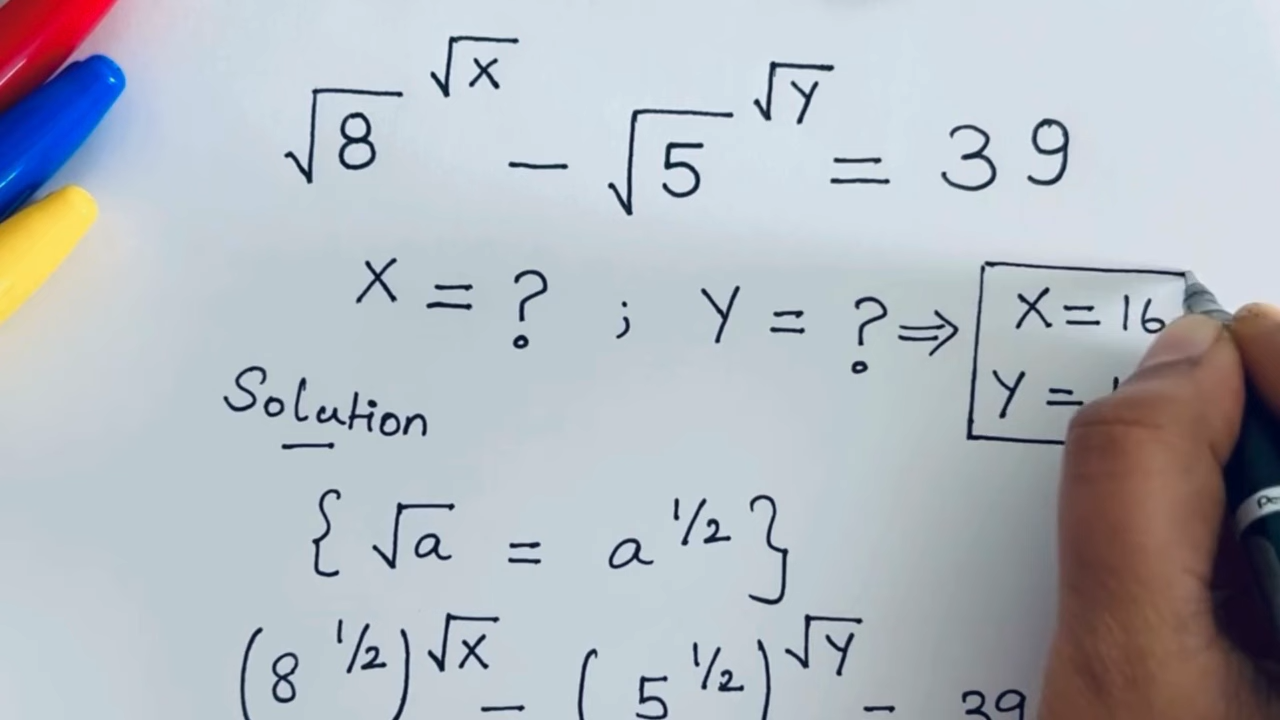 √8^√x - √5^√y = 39
x = ? ; y = ? ⇒ x = 16
y =
Solution
{ √a = a^1/2 }
(8^1/2)^√x - (5^1/2)^√y = 39